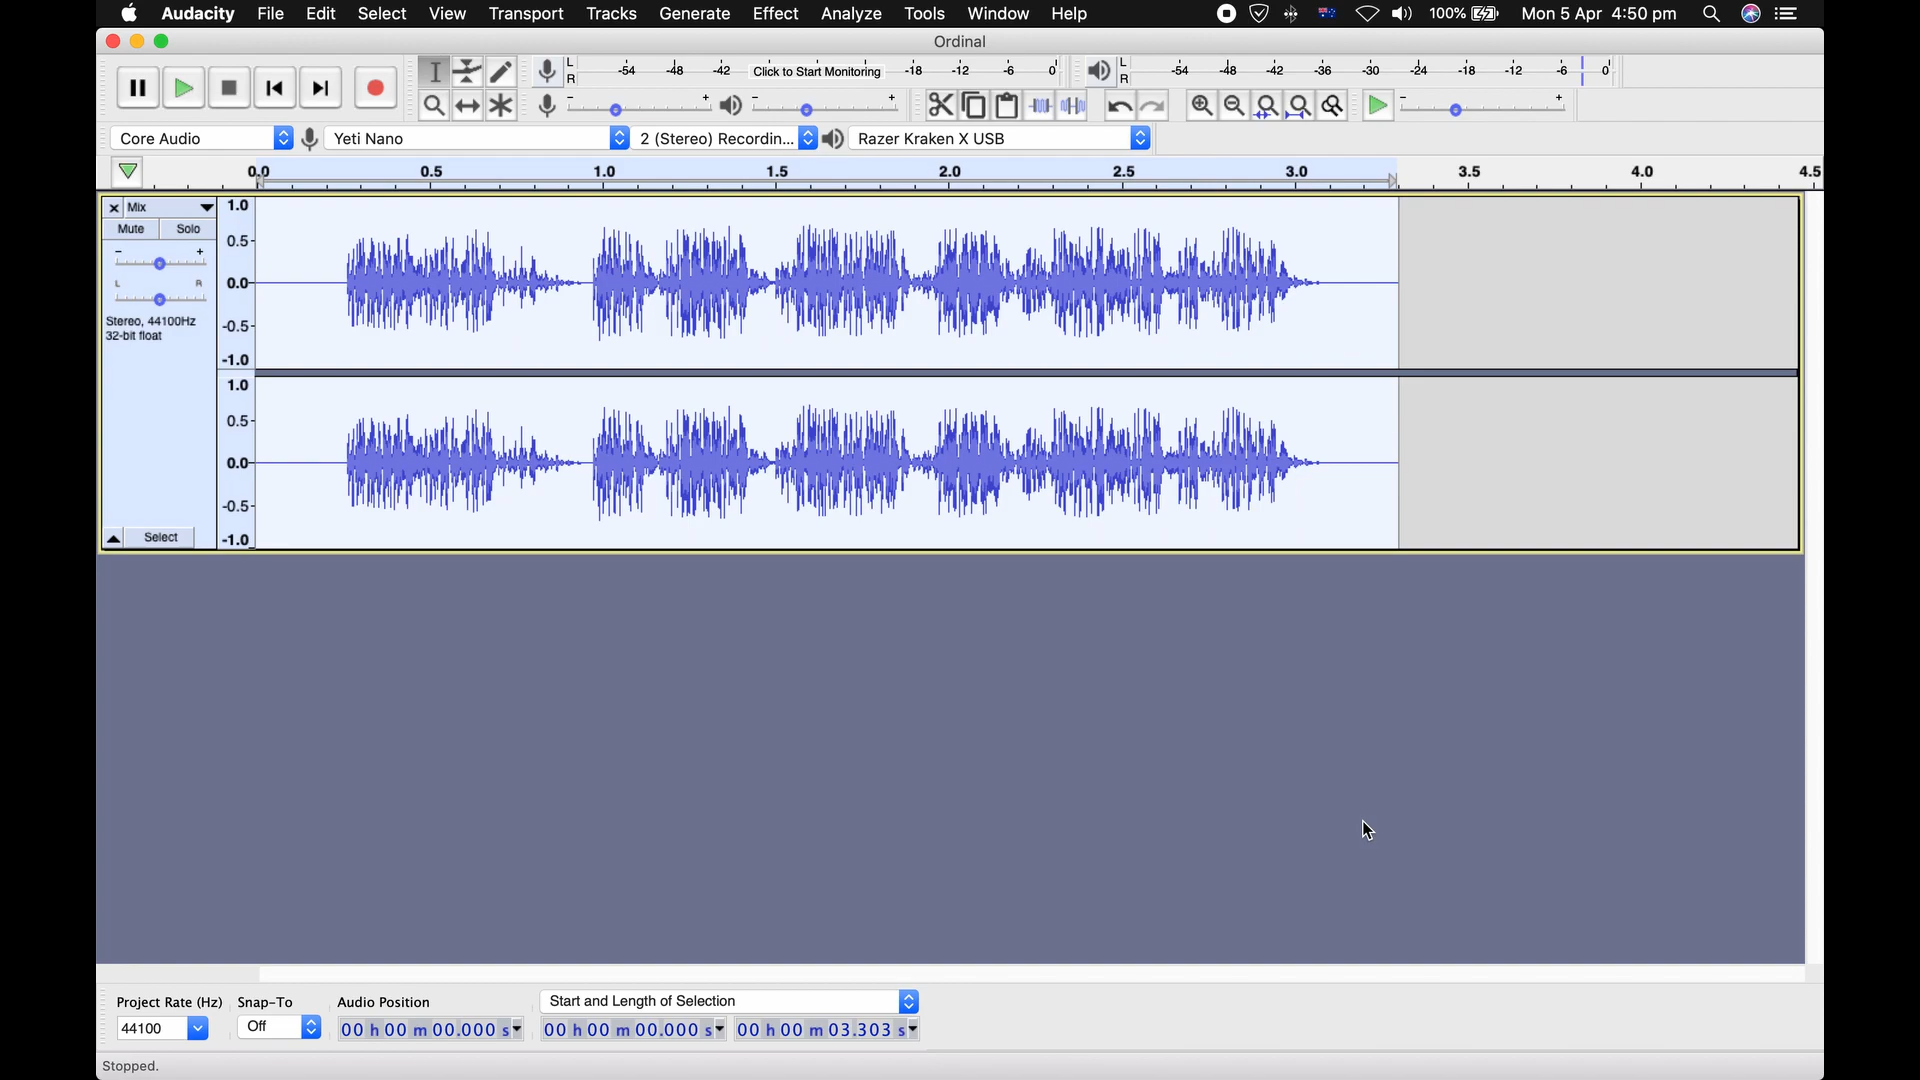 Audacity File Edit Select View Transport Tracks Generate Effect Analyze Tools Window Help 100% Mon 5 Apr 4:50 pm
Ordinal
L R -54 -48 -42 Click to Start Monitoring -18 -12 -6 0 L R -54 -48 -42 -36 -30 -24 -18 -12 -6 0
- + - + - +
Core Audio Yeti Nano 2 (Stereo) Recordin... Razer Kraken X USB
0.0 0.5 1.0 1.5 2.0 2.5 3.0 3.5 4.0 4.5
Mix 1.0
Mute Solo
0.5
- +
L R 0.0
Stereo, 44100Hz -0.5
32-bit float
-1.0
1.0
0.5
0.0
-0.5
Select -1.0
Project Rate (Hz) Snap-To Audio Position Start and Length of Selection
44100 Off 00 h 00 m 00.000 s 00 h 00 m 00.000 s 00 h 00 m 03.303 s
Stopped.